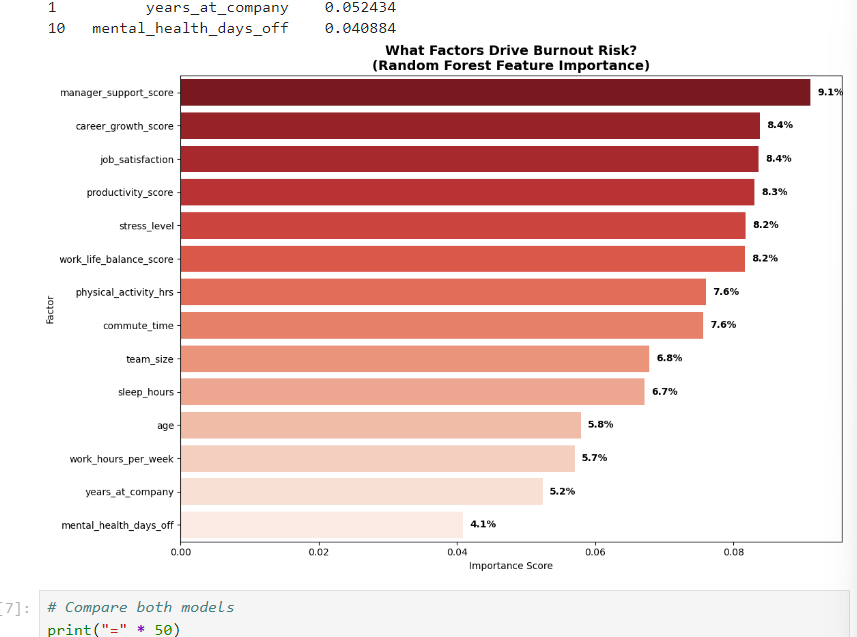 1 years_at_company 0.052434
10 mental_health_days_off 0.040884
What Factors Drive Burnout Risk?
(Random Forest Feature Importance)
manager_support_score 9.1%
career_growth_score 8.4%
job_satisfaction 8.4%
productivity_score 8.3%
stress_level 8.2%
work_life_balance_score 8.2%
physical_activity_hrs 7.6%
commute_time 7.6%
team_size 6.8%
sleep_hours 6.7%
age 5.8%
work_hours_per_week 5.7%
years_at_company 5.2%
mental_health_days_off 4.1%
Factor
0.00 0.02 0.04 0.06 0.08
Importance Score
[7]: # Compare both models
print("=" * 50)